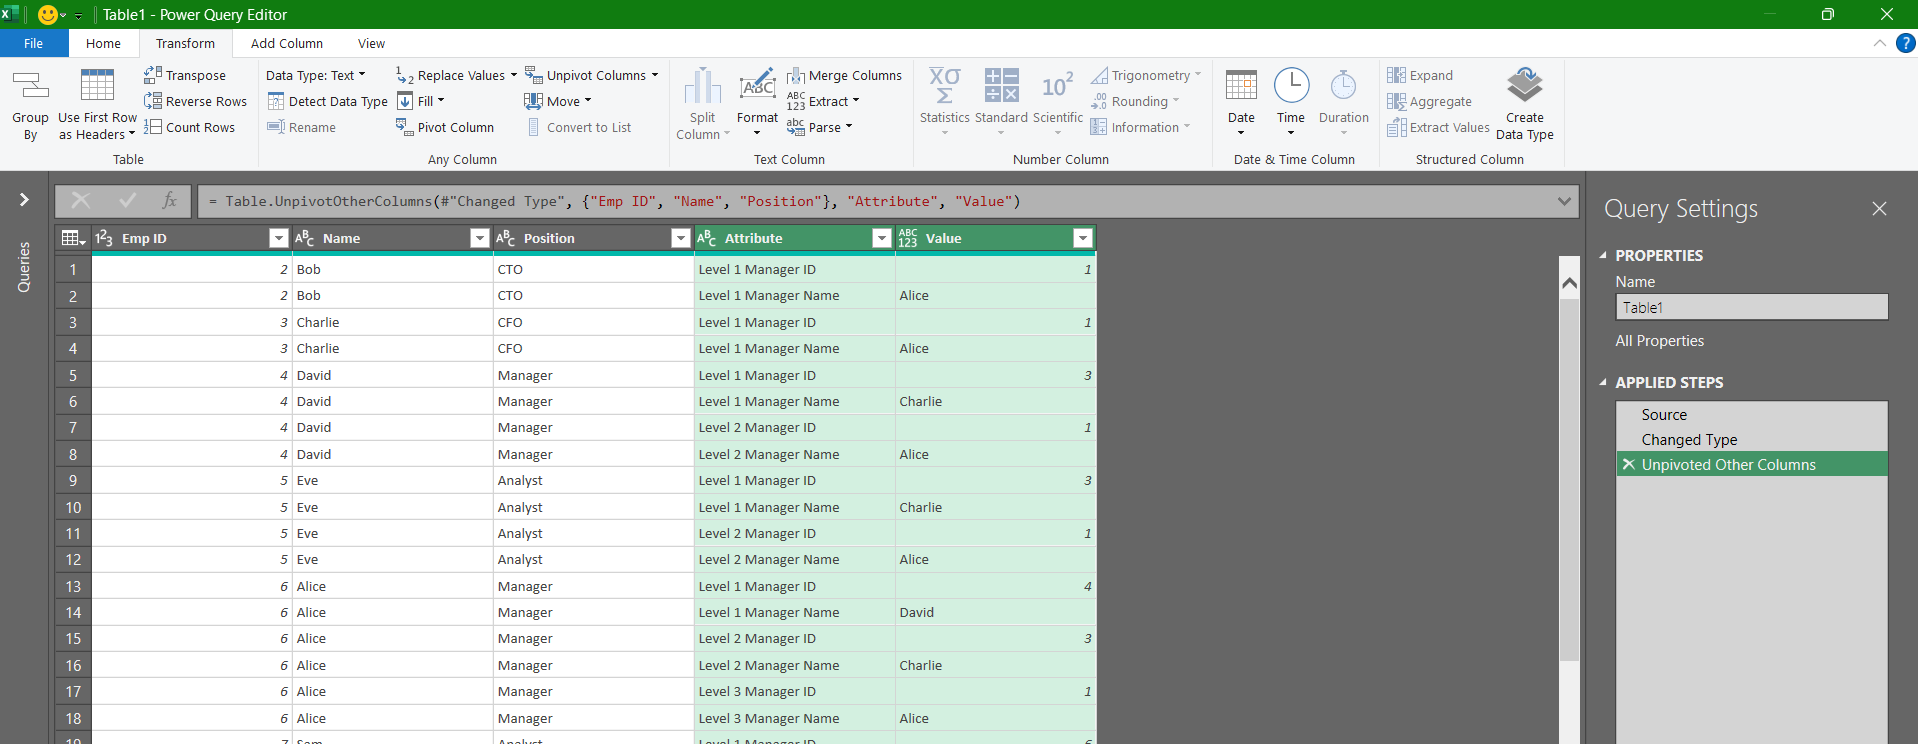 Table1 - Power Query Editor
File Home Transform Add Column View
Group By
Use First Row as Headers
Transpose
Reverse Rows
Count Rows
Table
Data Type: Text
Detect Data Type
Rename
Replace Values
Fill
Pivot Column
Unpivot Columns
Move
Convert to List
Any Column
Split Column
Format
Merge Columns
Extract
Parse
Text Column
Statistics
Standard
Scientific
Trigonometry
Rounding
Information
Number Column
Date
Time
Duration
Date & Time Column
Expand
Aggregate
Extract Values
Create Data Type
Structured Column
Queries
fx = Table.UnpivotOtherColumns(#"Changed Type", {"Emp ID", "Name", "Position"}, "Attribute", "Value")
Emp ID Name Position Attribute Value
1 2 Bob CTO Level 1 Manager ID 1
2 2 Bob CTO Level 1 Manager Name Alice
3 3 Charlie CFO Level 1 Manager ID 1
4 3 Charlie CFO Level 1 Manager Name Alice
5 4 David Manager Level 1 Manager ID 3
6 4 David Manager Level 1 Manager Name Charlie
7 4 David Manager Level 2 Manager ID 1
8 4 David Manager Level 2 Manager Name Alice
9 5 Eve Analyst Level 1 Manager ID 3
10 5 Eve Analyst Level 1 Manager Name Charlie
11 5 Eve Analyst Level 2 Manager ID 1
12 5 Eve Analyst Level 2 Manager Name Alice
13 6 Alice Manager Level 1 Manager ID 4
14 6 Alice Manager Level 1 Manager Name David
15 6 Alice Manager Level 2 Manager ID 3
16 6 Alice Manager Level 2 Manager Name Charlie
17 6 Alice Manager Level 3 Manager ID 1
18 6 Alice Manager Level 3 Manager Name Alice
Query Settings
PROPERTIES
Name
Table1
All Properties
APPLIED STEPS
Source
Changed Type
Unpivoted Other Columns